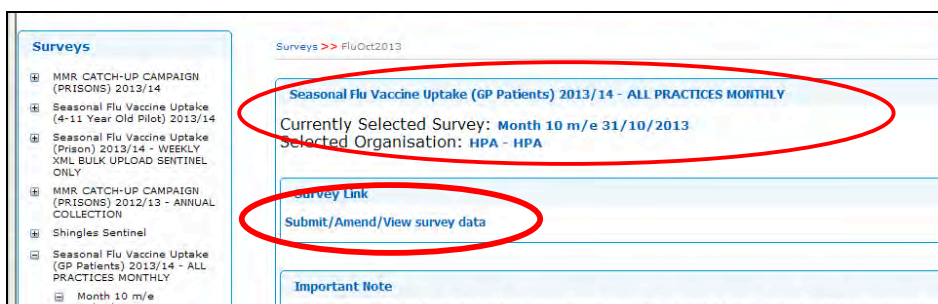 Surveys
MMR CATCH-UP CAMPAIGN
(PRISONS) 2013/14
Seasonal Flu Vaccine Uptake
(4-11 Year Old Pilot) 2013/14
Seasonal Flu Vaccine Uptake
(Prison) 2013/14 - WEEKLY
XML BULK UPLOAD SENTINEL
ONLY
MMR CATCH-UP CAMPAIGN
(PRISONS) 2012/13 - ANNUAL
COLLECTION
Shingles Sentinel
Seasonal Flu Vaccine Uptake
(GP Patients) 2013/14 - ALL
PRACTICES MONTHLY
Month 10 m/e
Surveys >> FluOct2013
Seasonal Flu Vaccine Uptake (GP Patients) 2013/14 - ALL PRACTICES MONTHLY
Currently Selected Survey: Month 10 m/e 31/10/2013
Selected Organisation: HPA - HPA
Survey Link
Submit/Amend/View survey data
Important Note